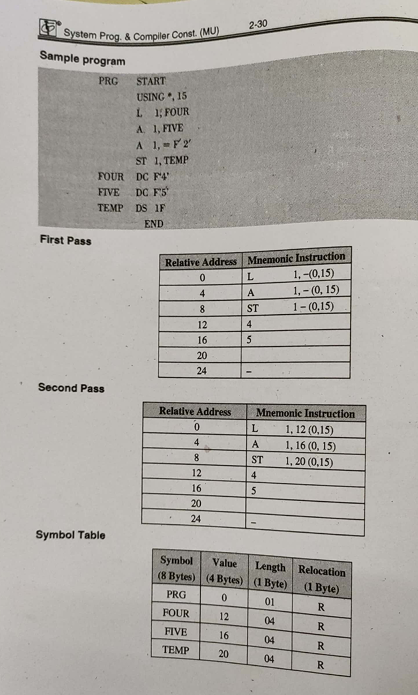 System Prog. & Compiler Const. (MU)
2-30
Sample program
PRG START
USING *, 15
L 1, FOUR
A 1, FIVE
A 1, = F' 2'
ST 1, TEMP
FOUR DC F'4'
FIVE DC F'5'
TEMP DS 1F
END
First Pass
Relative Address Mnemonic Instruction
0 L 1, -(0,15)
4 A 1, - (0, 15)
8 ST 1 - (0,15)
12 4
16 5
20
24 –
Second Pass
Relative Address Mnemonic Instruction
0 L 1, 12 (0,15)
4 A 1, 16 (0, 15)
8 ST 1, 20 (0,15)
12 4
16 5
20
24 –
Symbol Table
Symbol Value Length Relocation
(8 Bytes) (4 Bytes) (1 Byte) (1 Byte)
PRG 0 01 R
FOUR 12 04 R
FIVE 16 04 R
TEMP 20 04 R